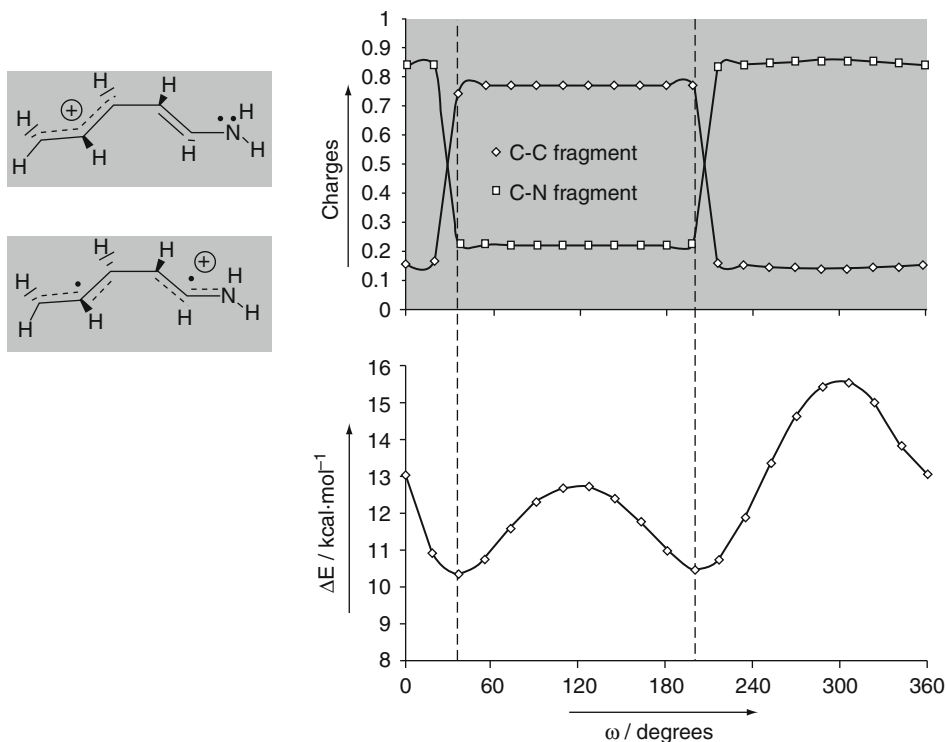 H
H
H
+
H
H
N
H
H
H
H
H
+
H
H
N
H
H
Charges
1
0.9
0.8
0.7
0.6
0.5
0.4
0.3
0.2
0.1
0
C-C fragment
C-N fragment
ΔE / kcal·mol⁻¹
16
15
14
13
12
11
10
9
8
0 60 120 180 240 300 360
ω / degrees